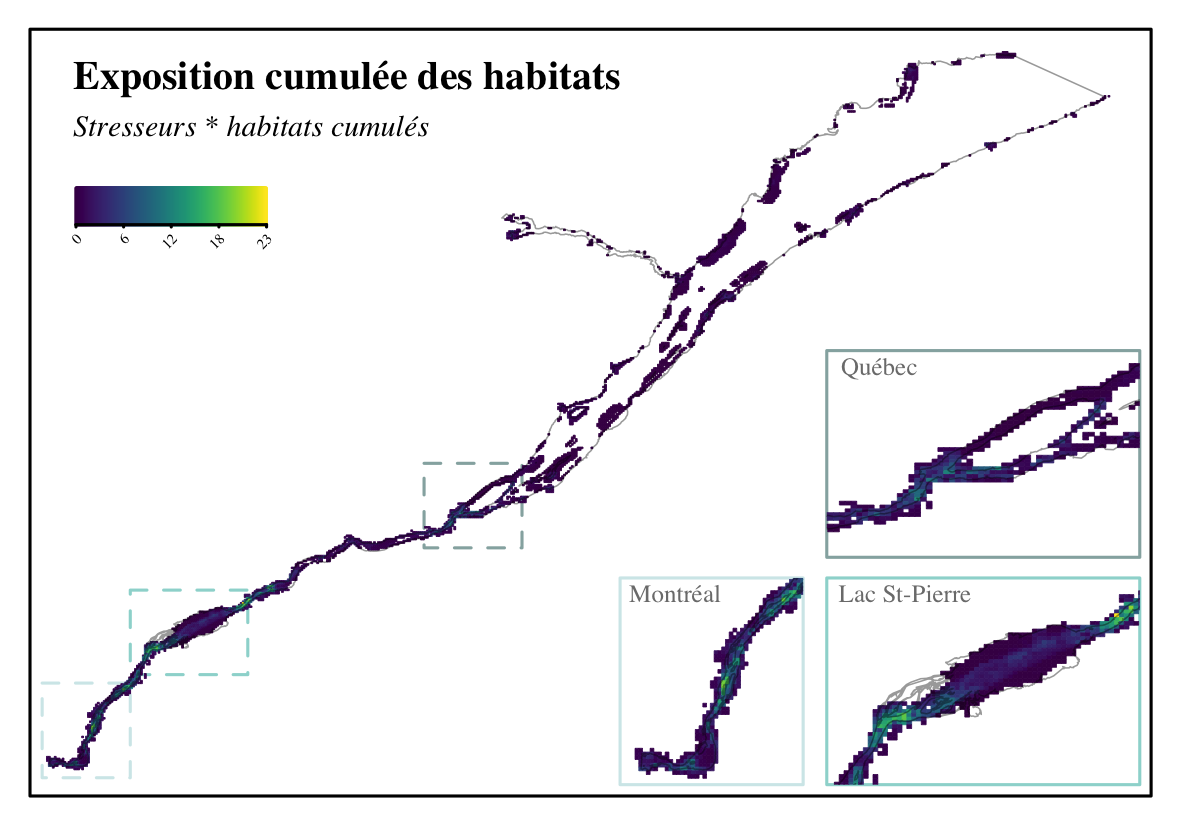 Exposition cumulée des habitats
Stresseurs * habitats cumulés
0 6 12 18 23
Québec
Montréal
Lac St-Pierre